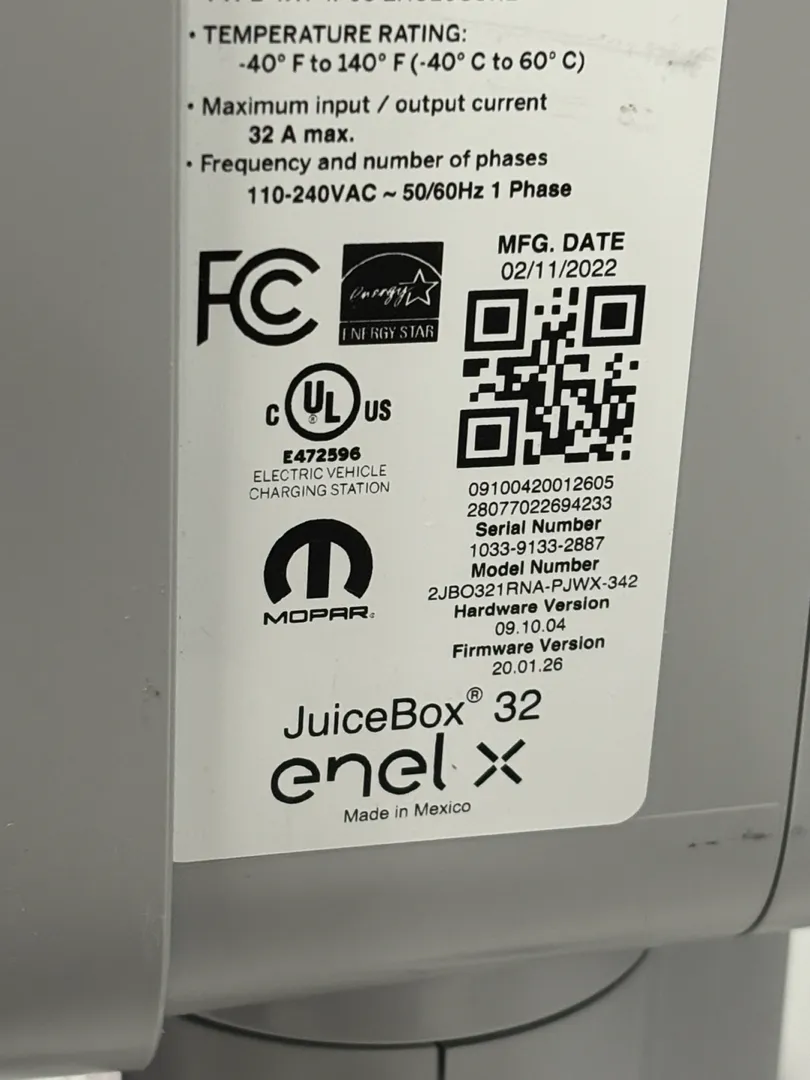 • TEMPERATURE RATING:
-40° F to 140° F (-40° C to 60° C)
• Maximum input / output current
32 A max.
• Frequency and number of phases
110-240VAC ~ 50/60Hz 1 Phase
FC
energy
ENERGY STAR
MFG. DATE
02/11/2022
C UL® US
E472596
ELECTRIC VEHICLE
CHARGING STATION
MOPAR®
09100420012605
28077022694233
Serial Number
1033-9133-2887
Model Number
2JBO321RNA-PJWX-342
Hardware Version
09.10.04
Firmware Version
20.01.26
JuiceBox® 32
enel x
Made in Mexico